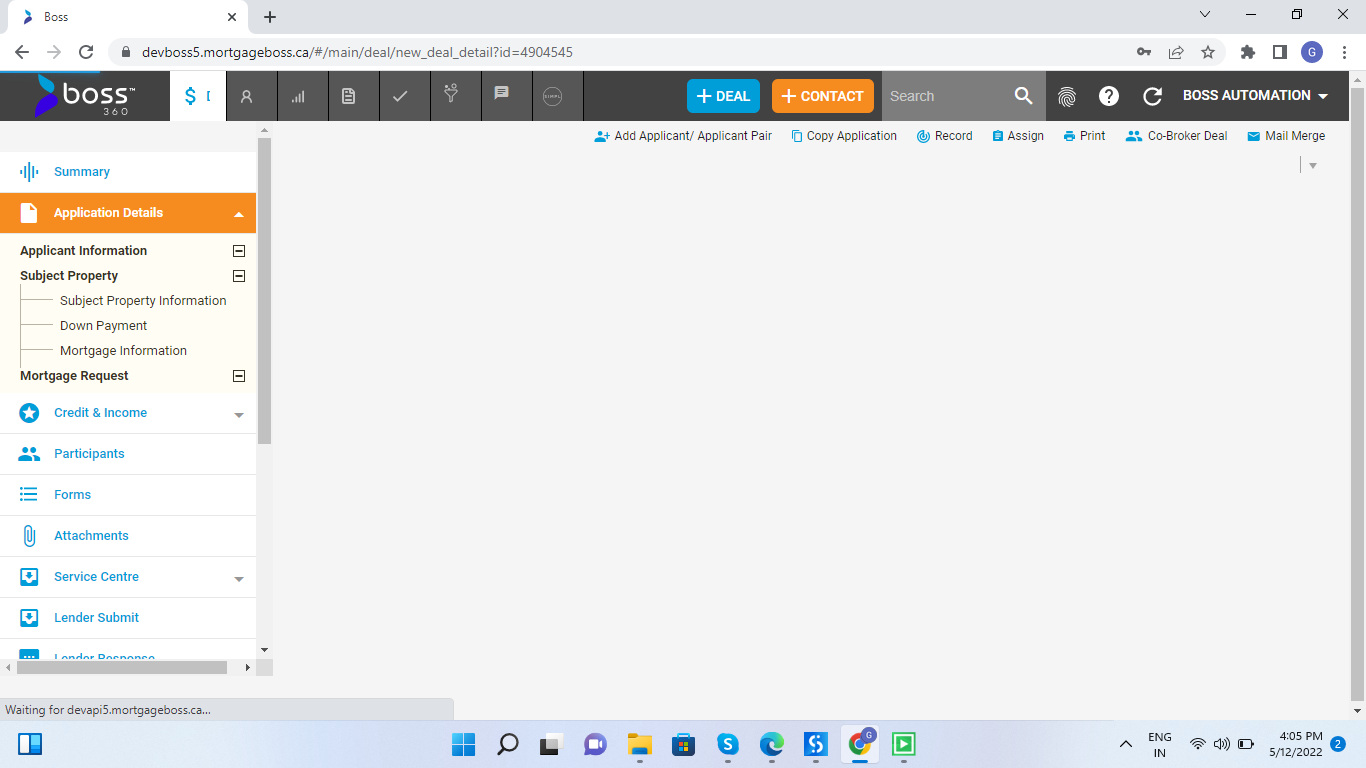 Boss
devboss5.mortgageboss.ca/#/main/deal/new_deal_detail?id=4904545
G
boss™
360
$
SIMPL
+ DEAL
+ CONTACT
Search
BOSS AUTOMATION
Add Applicant/ Applicant Pair
Copy Application
Record
Assign
Print
Co-Broker Deal
Mail Merge
Summary
Application Details
Applicant Information
Subject Property
Subject Property Information
Down Payment
Mortgage Information
Mortgage Request
Credit & Income
Participants
Forms
Attachments
Service Centre
Lender Submit
Lender Response
Waiting for devapi5.mortgageboss.ca...
G
ENG
IN
4:05 PM
5/12/2022
2